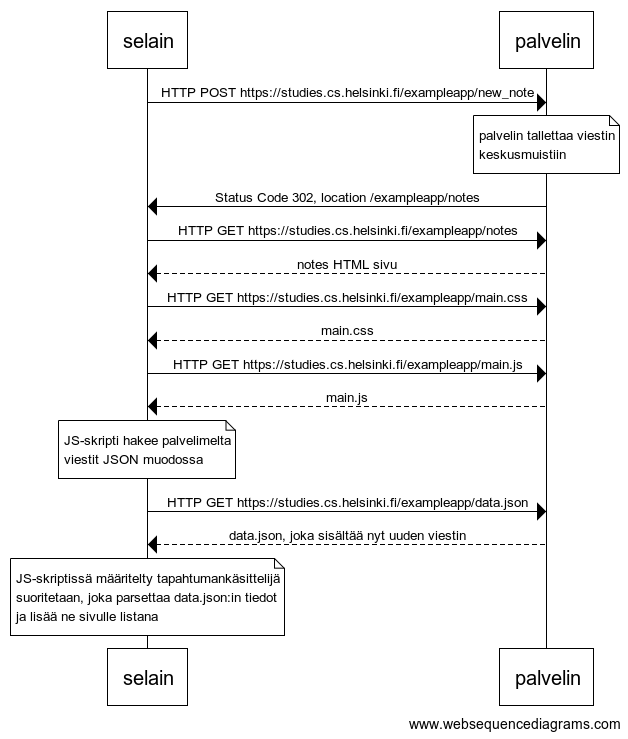 selain
palvelin
HTTP POST https://studies.cs.helsinki.fi/exampleapp/new_note
palvelin tallettaa viestin
keskusmuistiin
Status Code 302, location /exampleapp/notes
HTTP GET https://studies.cs.helsinki.fi/exampleapp/notes
notes HTML sivu
HTTP GET https://studies.cs.helsinki.fi/exampleapp/main.css
main.css
HTTP GET https://studies.cs.helsinki.fi/exampleapp/main.js
main.js
JS-skripti hakee palvelimelta
viestit JSON muodossa
HTTP GET https://studies.cs.helsinki.fi/exampleapp/data.json
data.json, joka sisältää nyt uuden viestin
JS-skriptissä määritelty tapahtumankäsittelijä
suoritetaan, joka parsettaa data.json:in tiedot
ja lisää ne sivulle listana
selain
palvelin
www.websequencediagrams.com